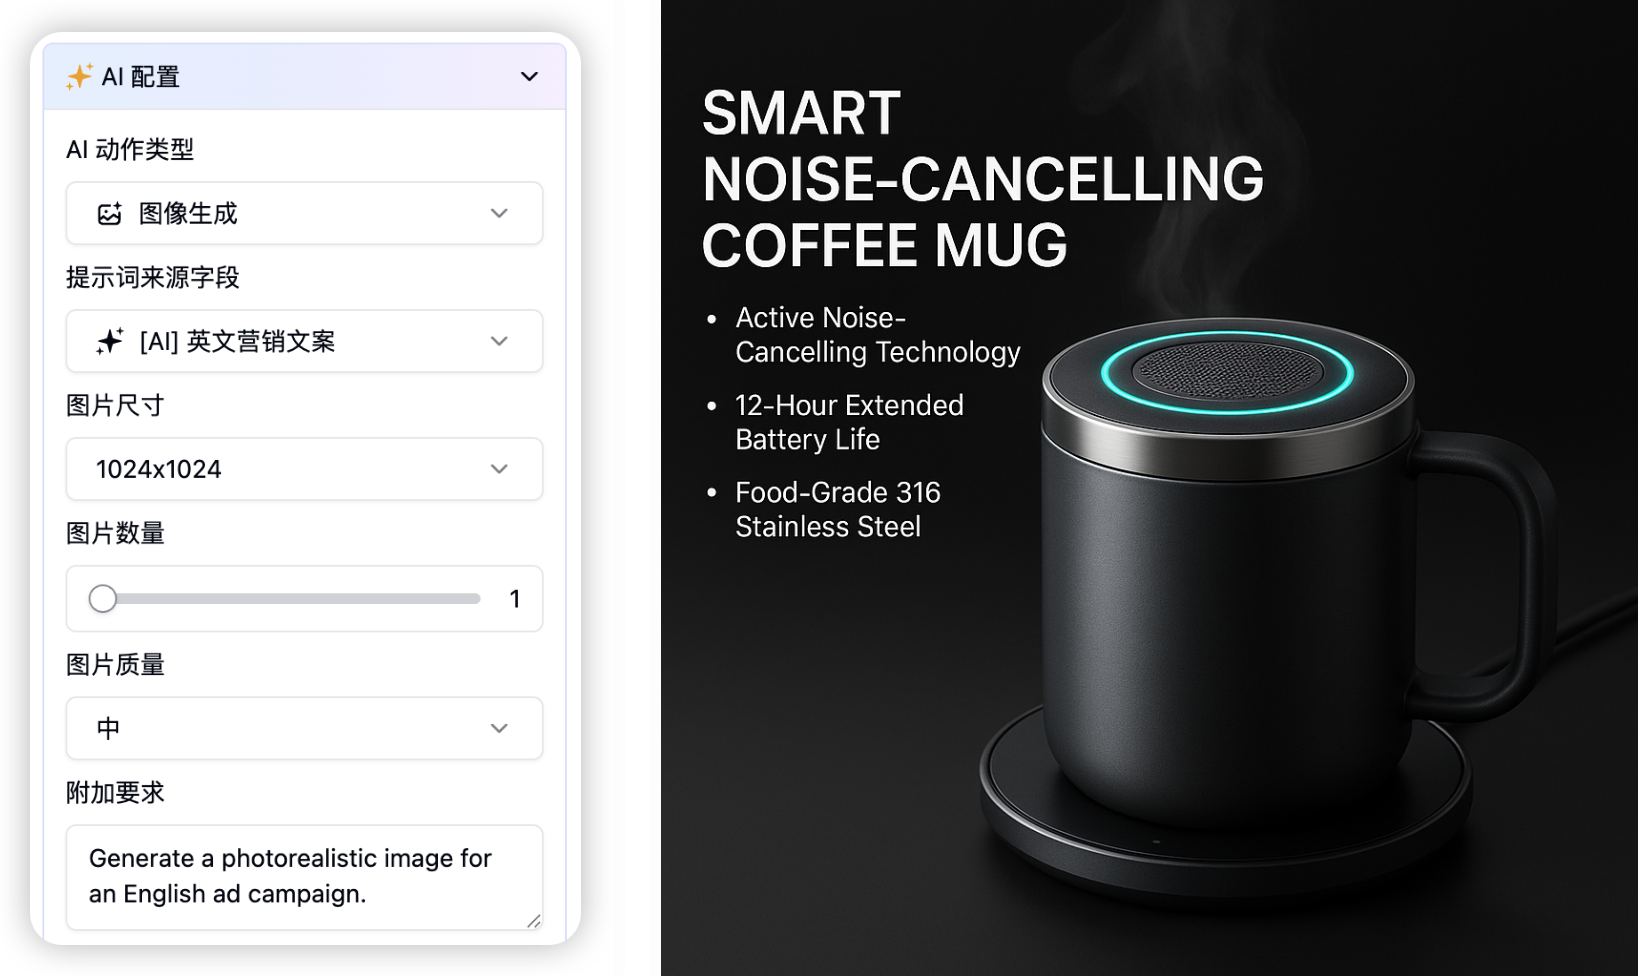 AI 配置
AI 动作类型
图像生成
提示词来源字段
[AI] 英文营销文案
图片尺寸
1024x1024
图片数量
1
图片质量
中
附加要求
Generate a photorealistic image for
an English ad campaign.
SMART
NOISE-CANCELLING
COFFEE MUG
• Active Noise-
Cancelling Technology
• 12-Hour Extended
Battery Life
• Food-Grade 316
Stainless Steel